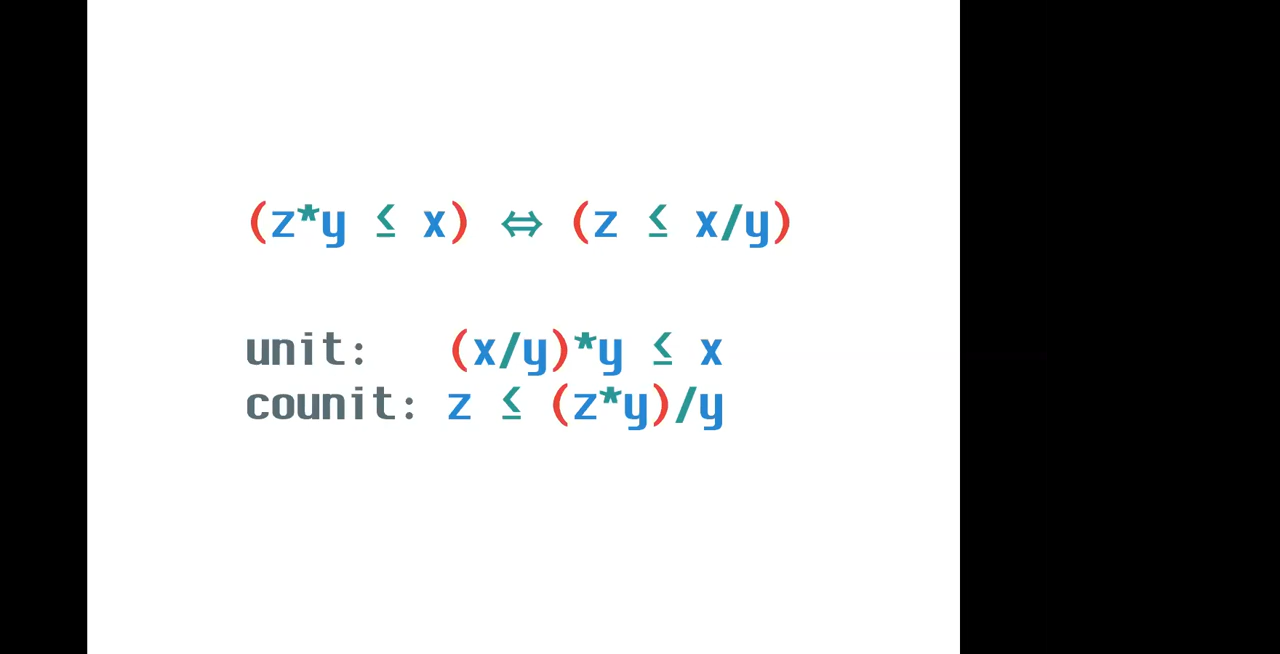 (z*y ≤ x) ⇔ (z ≤ x/y)
unit: (x/y)*y ≤ x
counit: z ≤ (z*y)/y